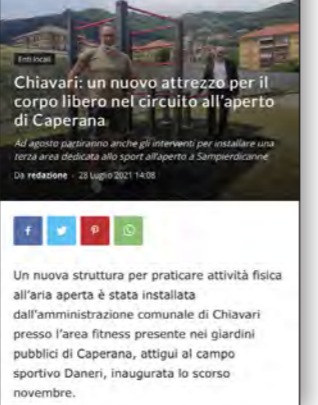 Enti locali
Chiavari: un nuovo attrezzo per il
corpo libero nel circuito all'aperto
di Caperana
Ad agosto partiranno anche gli interventi per installare una
terza area dedicata allo sport all'aperto a Sampierdicanne
Da redazione - 28 Luglio 2021 14:08
Un nuova struttura per praticare attività fisica
all'aria aperta è stata installata
dall'amministrazione comunale di Chiavari
presso l'area fitness presente nei giardini
pubblici di Caperana, attigui al campo
sportivo Daneri, inaugurata lo scorso
novembre.